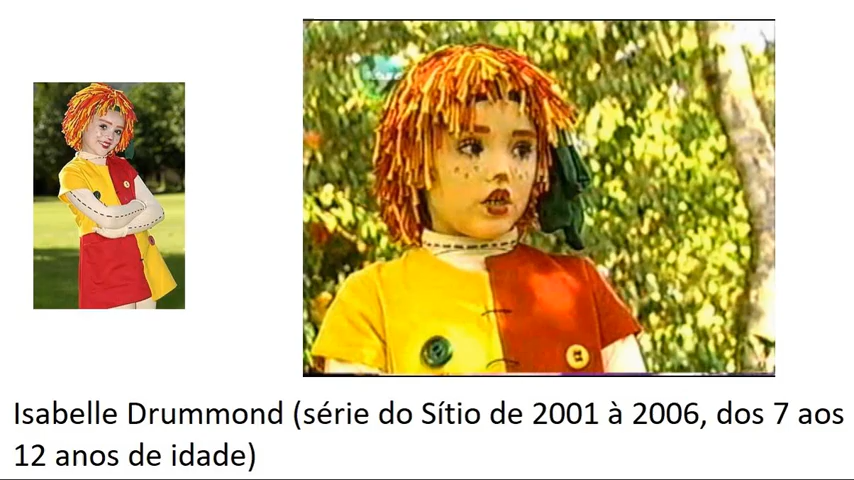 Isabelle Drummond (série do Sítio de 2001 à 2006, dos 7 aos
12 anos de idade)